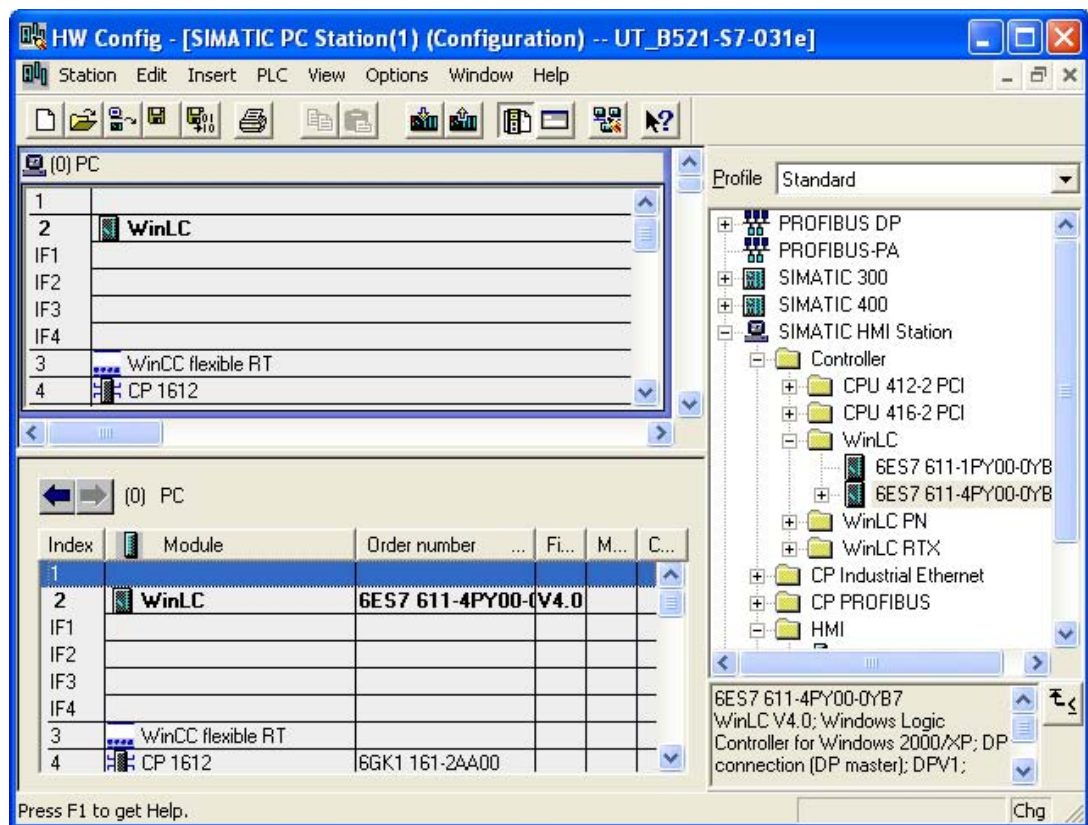 HW Config - [SIMATIC PC Station(1) (Configuration) -- UT_B521-S7-031e]
Station Edit Insert PLC View Options Window Help
(0) PC
1
2 WinLC
IF1
IF2
IF3
IF4
3 WinCC flexible RT
4 CP 1612
(0) PC
Index Module Order number ... Fi... M... C...
1
2 WinLC 6ES7 611-4PY00-( V4.0
IF1
IF2
IF3
IF4
3 WinCC flexible RT
4 CP 1612 6GK1 161-2AA00
Profile Standard
PROFIBUS DP
PROFIBUS-PA
SIMATIC 300
SIMATIC 400
SIMATIC HMI Station
Controller
CPU 412-2 PCI
CPU 416-2 PCI
WinLC
6ES7 611-1PY00-0YB
6ES7 611-4PY00-0YB
WinLC PN
WinLC RTX
CP Industrial Ethernet
CP PROFIBUS
HMI
6ES7 611-4PY00-0YB7
WinLC V4.0; Windows Logic
Controller for Windows 2000/XP; DP
connection (DP master); DPV1;
Press F1 to get Help.
Chg